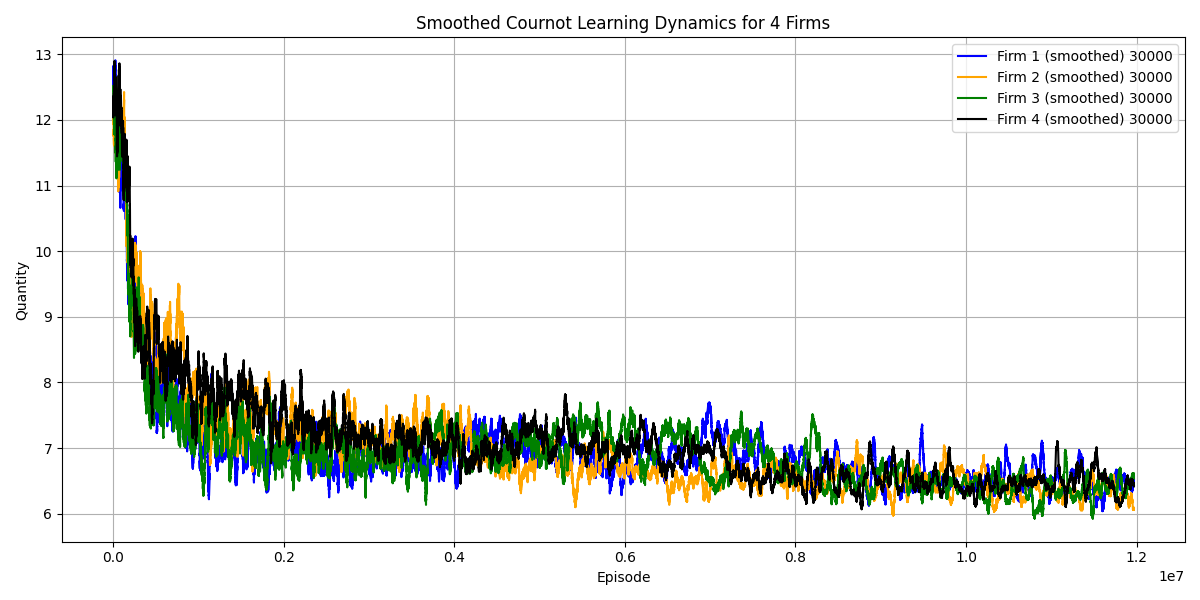 Smoothed Cournot Learning Dynamics for 4 Firms
Firm 1 (smoothed) 30000
Firm 2 (smoothed) 30000
Firm 3 (smoothed) 30000
Firm 4 (smoothed) 30000
13
12
11
10
9
8
7
6
Quantity
0.0 0.2 0.4 0.6 0.8 1.0 1.2
1e7
Episode